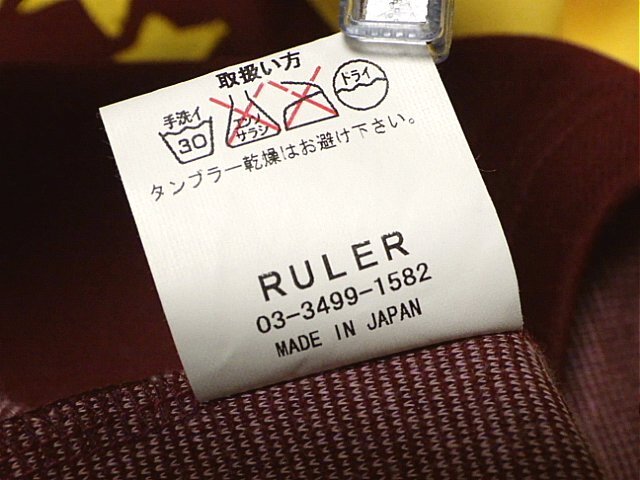 取扱い方
手洗イ
30
エンソ
サラシ
ドライ
タンブラー乾燥はお避け下さい。
RULER
03-3499-1582
MADE IN JAPAN